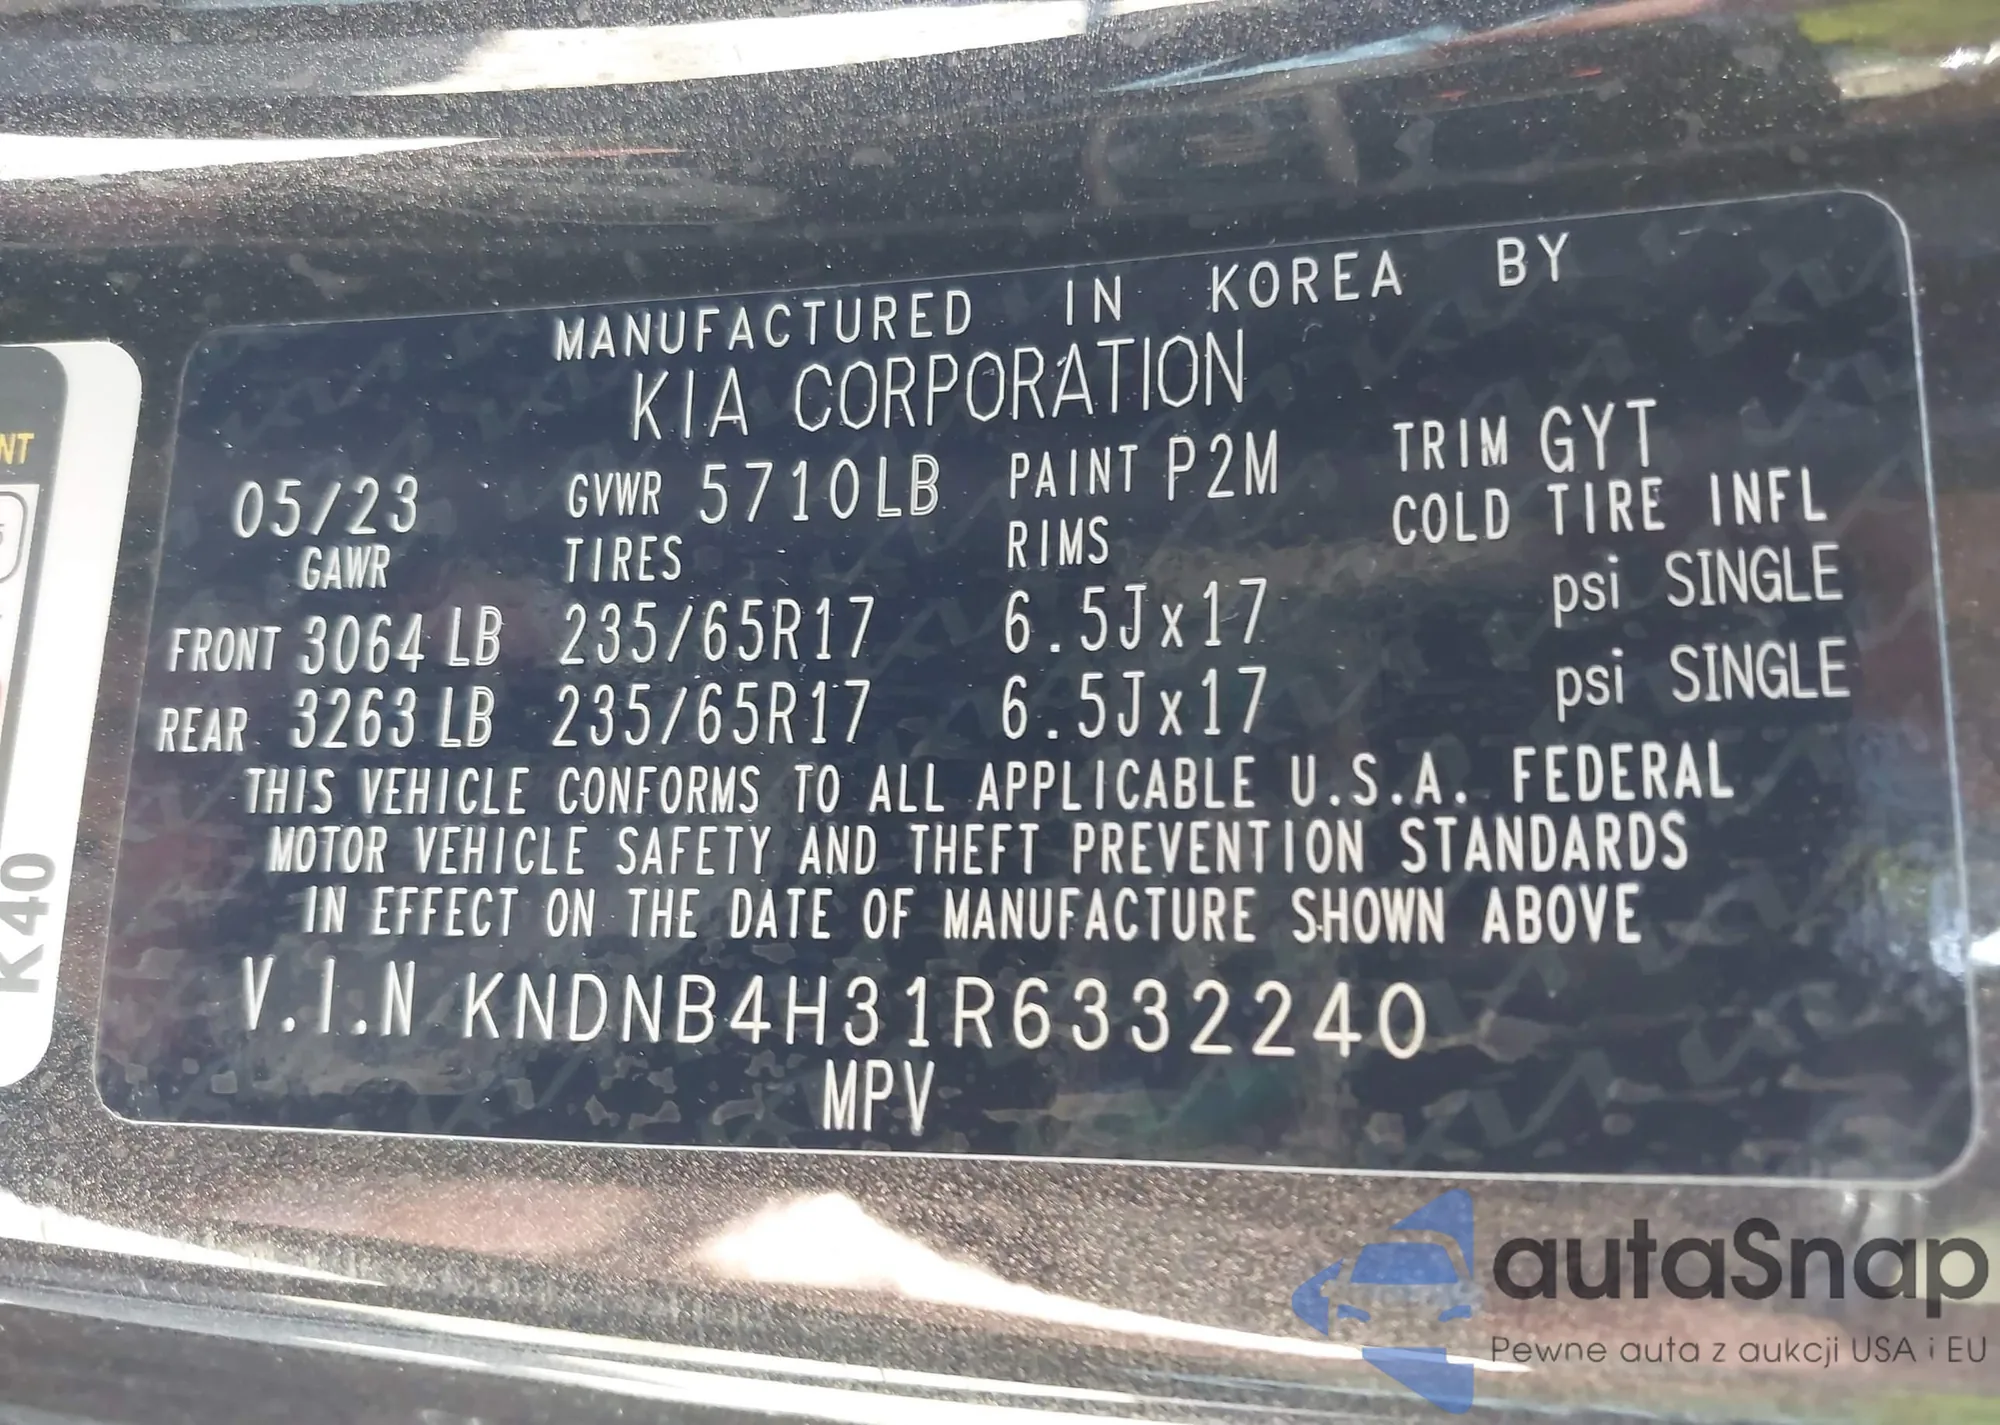 MANUFACTURED IN KOREA BY
KIA CORPORATION
05/23 GVWR 5710LB PAINT P2M TRIM GYT
GAWR TIRES RIMS COLD TIRE INFL
psi SINGLE
FRONT 3064 LB 235/65R17 6.5Jx17
psi SINGLE
REAR 3263 LB 235/65R17 6.5Jx17
THIS VEHICLE CONFORMS TO ALL APPLICABLE U.S.A. FEDERAL
MOTOR VEHICLE SAFETY AND THEFT PREVENTION STANDARDS
IN EFFECT ON THE DATE OF MANUFACTURE SHOWN ABOVE
V.I.N KNDNB4H31R6332240
MPV
NT
K40
autaSnap
Pewne auta z aukcji USA i EU